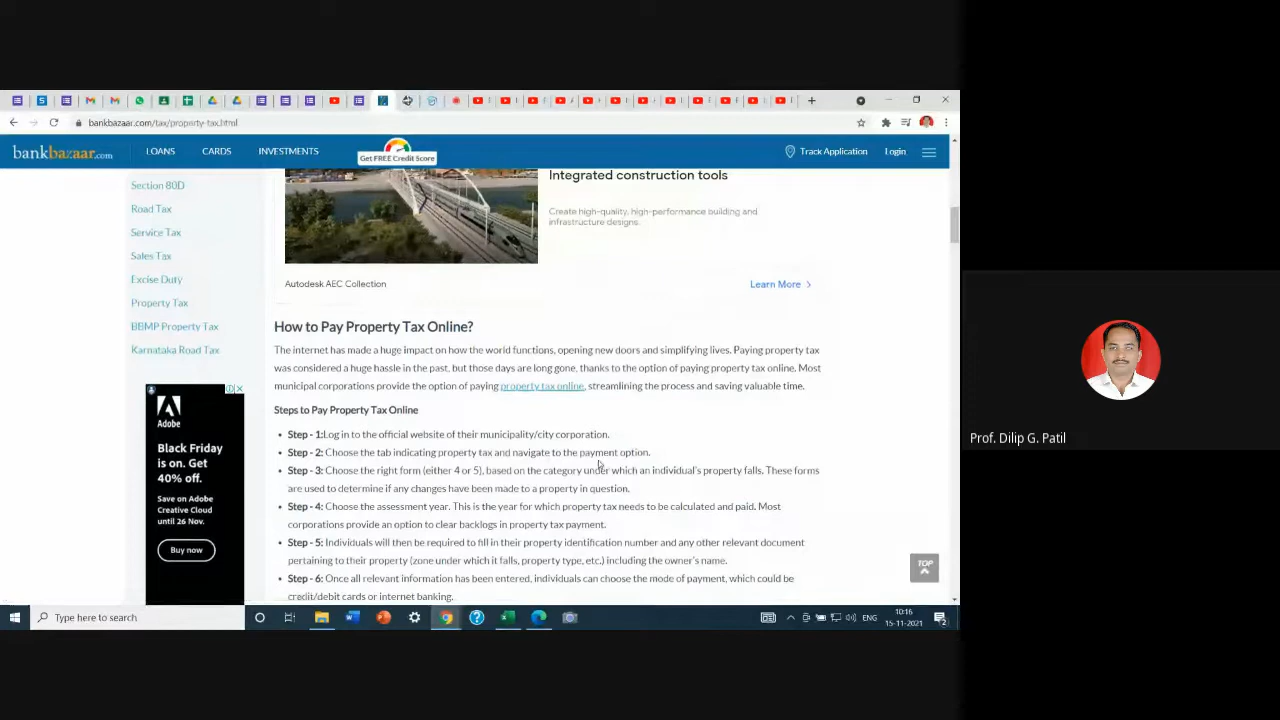 bankbazaar.com/tax/property-tax.html
bankbazaar.com
LOANS
CARDS
INVESTMENTS
Get FREE Credit Score
Track Application
Login
Section 80D
Road Tax
Service Tax
Sales Tax
Excise Duty
Property Tax
BBMP Property Tax
Karnataka Road Tax
Integrated construction tools
Create high-quality, high-performance building and
infrastructure designs.
Autodesk AEC Collection
Learn More
How to Pay Property Tax Online?
The internet has made a huge impact on how the world functions, opening new doors and simplifying lives. Paying property tax
was considered a huge hassle in the past, but those days are long gone, thanks to the option of paying property tax online. Most
municipal corporations provide the option of paying property tax online, streamlining the process and saving valuable time.
Steps to Pay Property Tax Online
• Step - 1:Log in to the official website of their municipality/city corporation.
• Step - 2: Choose the tab indicating property tax and navigate to the payment option.
• Step - 3: Choose the right form (either 4 or 5), based on the category under which an individual's property falls. These forms
are used to determine if any changes have been made to a property in question.
• Step - 4: Choose the assessment year. This is the year for which property tax needs to be calculated and paid. Most
corporations provide an option to clear backlogs in property tax payment.
• Step - 5: Individuals will then be required to fill in their property identification number and any other relevant document
pertaining to their property (zone under which it falls, property type, etc.) including the owner's name.
• Step - 6: Once all relevant information has been entered, individuals can choose the mode of payment, which could be
credit/debit cards or internet banking.
Adobe
Black Friday
is on. Get
40% off.
Save on Adobe
Creative Cloud
until 26 Nov.
Buy now
TOP
Type here to search
ENG
10:16
15-11-2021
2
Prof. Dilip G. Patil